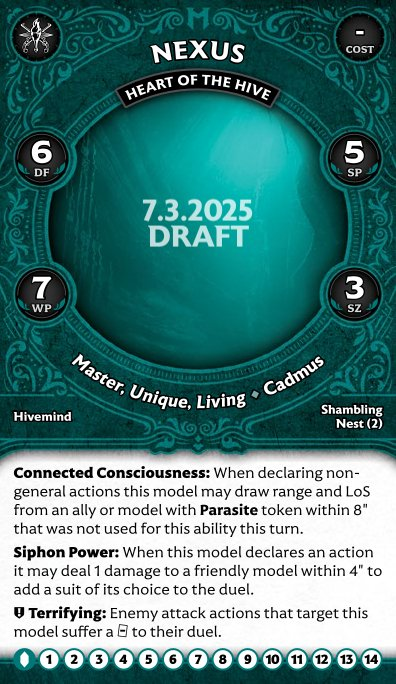 NEXUS
-
COST
HEART OF THE HIVE
6
DF
5
SP
7.3.2025
DRAFT
7
WP
3
SZ
Master, Unique, Living ◆ Cadmus
Hivemind
Shambling
Nest (2)
Connected Consciousness: When declaring non-
general actions this model may draw range and LoS
from an ally or model with Parasite token within 8"
that was not used for this ability this turn.
Siphon Power: When this model declares an action
it may deal 1 damage to a friendly model within 4" to
add a suit of its choice to the duel.
Terrifying: Enemy attack actions that target this
model suffer a to their duel.
1 2 3 4 5 6 7 8 9 10 11 12 13 14